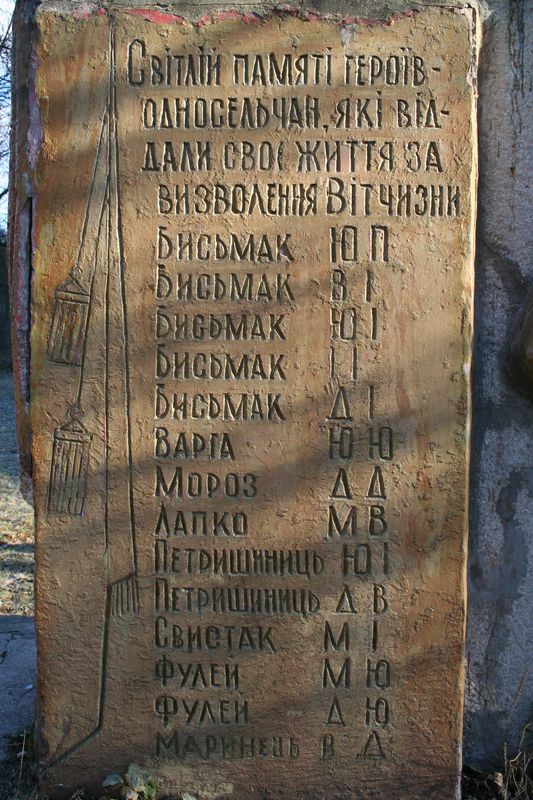 Світлій памяті героїв-
односельчан, які від-
дали своє життя за
визволення Вітчизни
Бисьмак Ю П
Бисьмак В І
Бисьмак Ю І
Бисьмак І І
Бисьмак Д І
Варга Ю Ю
Мороз Д Д
Лапко М В
Петришиниць Ю І
Петришиниць Д В
Свистак М І
Фулей М Ю
Фулей Д Ю
Маринець В Д